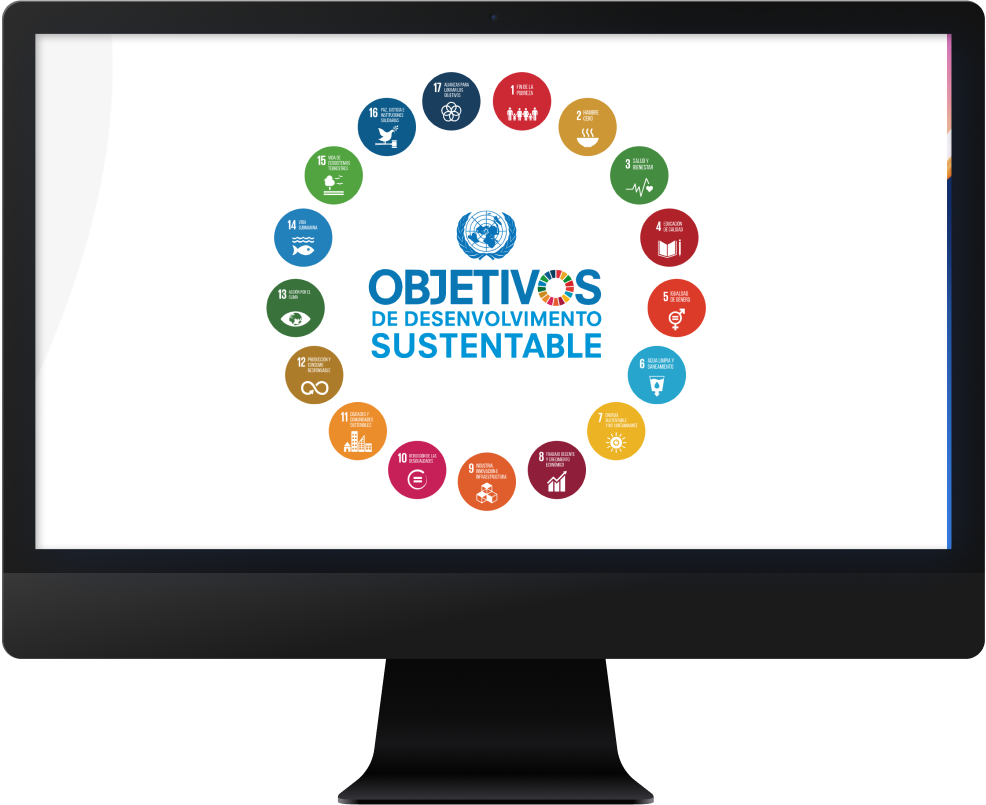 OBJETIVOS
DE DESENVOLVIMENTO
SUSTENTABLE
1 FIN DE LA
POBREZA
2 HAMBRE
CERO
3 SALUD Y
BIENESTAR
4 EDUCACIÓN
DE CALIDAD
5 IGUALDAD
DE GÉNERO
6 AGUA LIMPIA Y
SANEAMIENTO
7 ENERGÍA
ASEQUIBLE
Y NO CONTAMINANTE
8 TRABAJO DECENTE
Y CRECIMIENTO
ECONÓMICO
9 INDUSTRIA,
INNOVACIÓN E
INFRAESTRUCTURA
10 REDUCCIÓN DE LAS
DESIGUALDADES
11 CIUDADES Y
COMUNIDADES
SOSTENIBLES
12 PRODUCCIÓN Y
CONSUMO
RESPONSABLE
13 ACCIÓN POR EL
CLIMA
14 VIDA
SUBMARINA
15 VIDA DE
ECOSISTEMAS
TERRESTRES
16 PAZ, JUSTICIA E
INSTITUCIONES
SOLIDARIAS
17 ALIANZAS PARA
LOGRAR LOS
OBJETIVOS